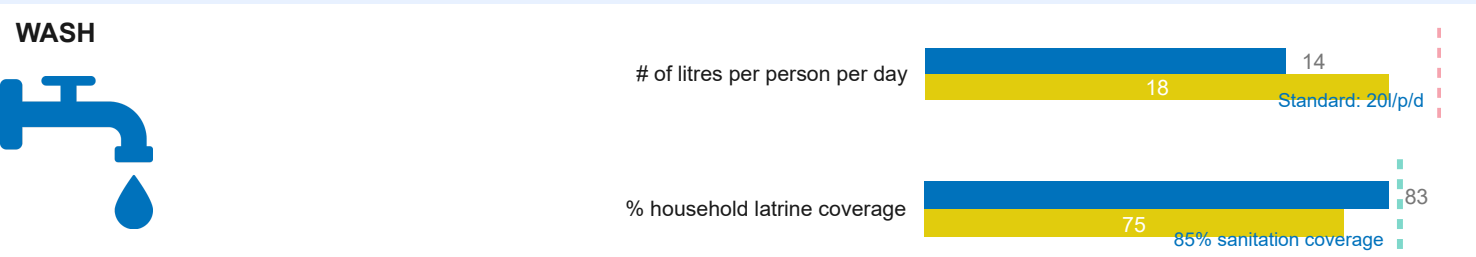 WASH
# of litres per person per day
14
18
Standard: 20l/p/d
% household latrine coverage
83
75
85% sanitation coverage